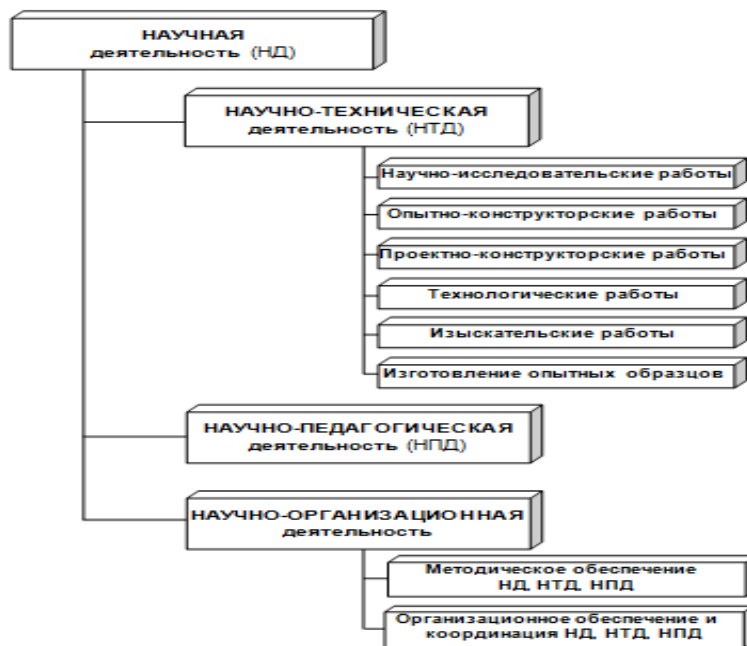 НАУЧНАЯ
деятельность (НД)
НАУЧНО-ТЕХНИЧЕСКАЯ
деятельность (НТД)
Научно-исследовательские работы
Опытно-конструкторские работы
Проектно-конструкторские работы
Технологические работы
Изыскательские работы
Изготовление опытных образцов
НАУЧНО-ПЕДАГОГИЧЕСКАЯ
деятельность (НПД)
НАУЧНО-ОРГАНИЗАЦИОННАЯ
деятельность
Методическое обеспечение
НД, НТД, НПД
Организационное обеспечение и
координация НД, НТД, НПД